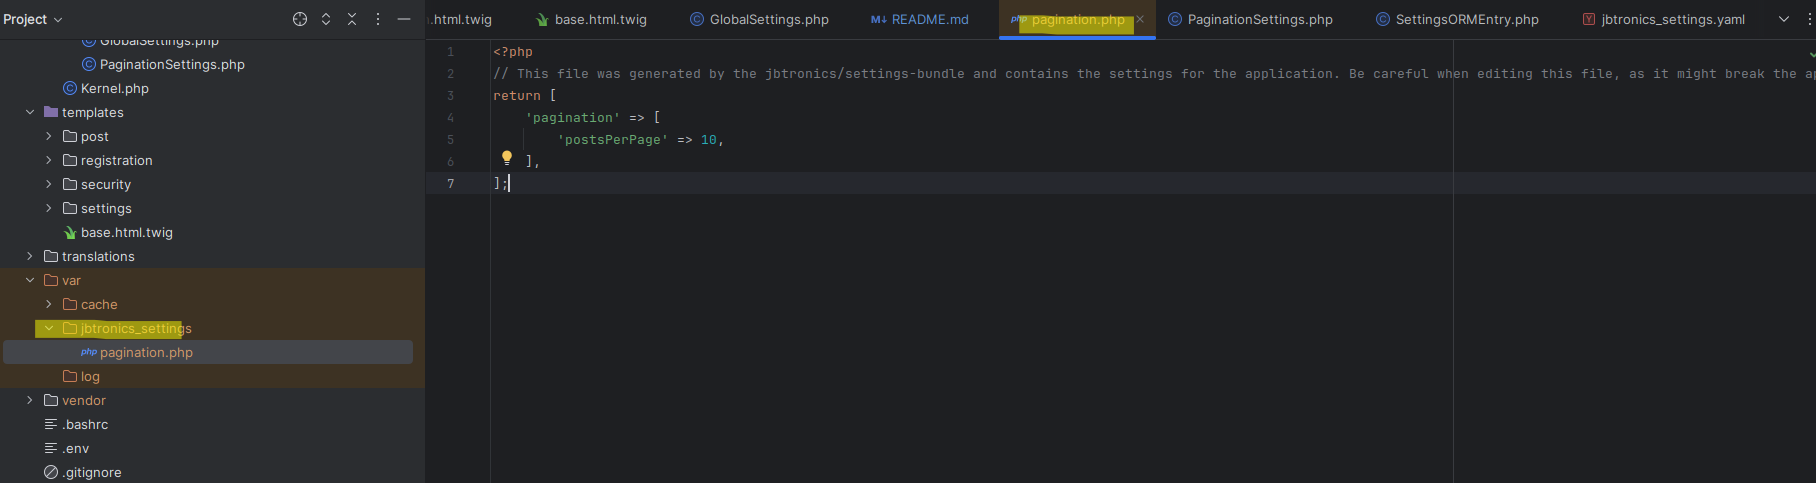 Project
GlobalSettings.php
PaginationSettings.php
Kernel.php
templates
post
registration
security
settings
base.html.twig
translations
var
cache
jbtronics_settings
php pagination.php
log
vendor
.bashrc
.env
.gitignore
.html.twig
base.html.twig
GlobalSettings.php
M↓ README.md
php pagination.php
PaginationSettings.php
SettingsORMEntry.php
Y jbtronics_settings.yaml
1 <?php
2 // This file was generated by the jbtronics/settings-bundle and contains the settings for the application. Be careful when editing this file, as it might break the ap
3 return [
4 'pagination' => [
5 'postsPerPage' => 10,
6 ],
7 ];